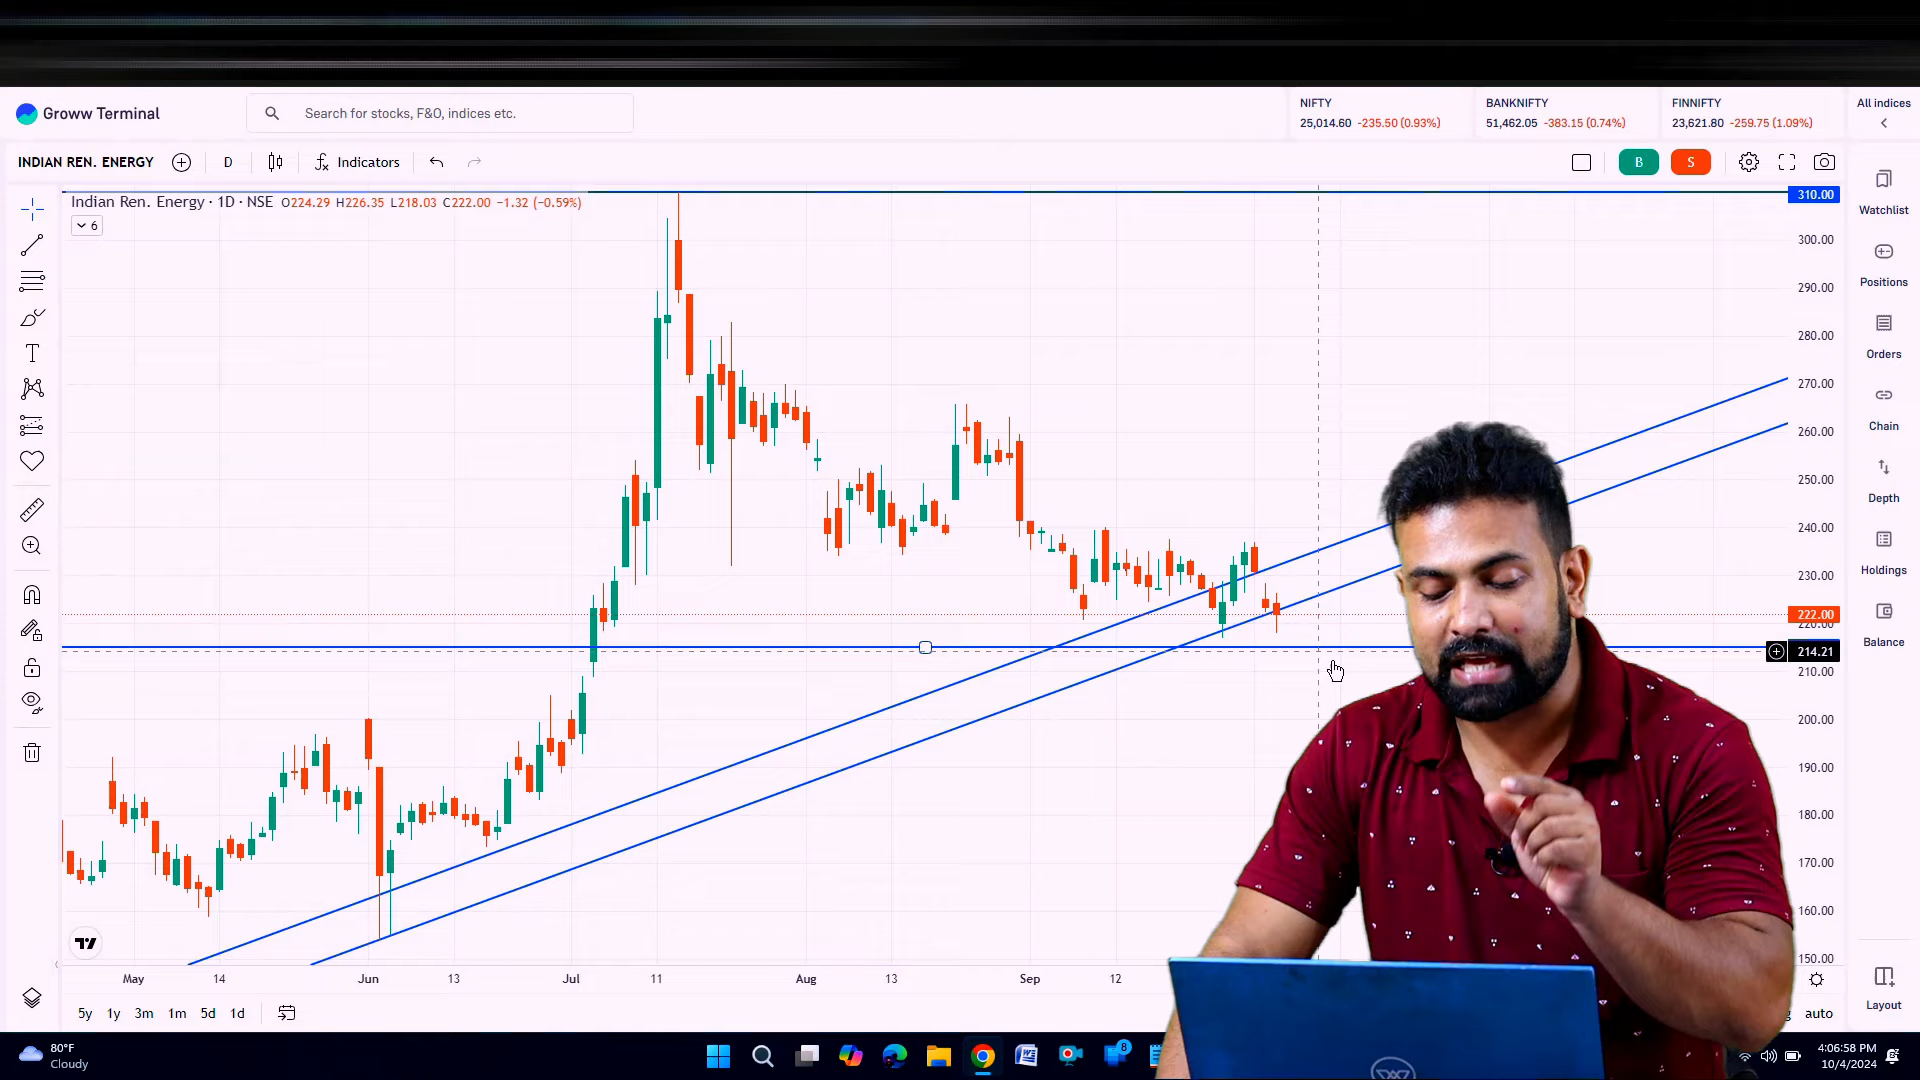 Groww Terminal
Search for stocks, F&O, indices etc.
NIFTY
25,014.60 -235.50 (0.93%)
BANKNIFTY
51,462.05 -383.15 (0.74%)
FINNIFTY
23,621.80 -259.75 (1.09%)
All indices
INDIAN REN. ENERGY
D
Indicators
B
S
Indian Ren. Energy · 1D · NSE O224.29 H226.35 L218.03 C222.00 −1.32 (−0.59%)
6
310.00
300.00
290.00
280.00
270.00
260.00
250.00
240.00
230.00
222.00
220.00
214.21
210.00
200.00
190.00
180.00
170.00
160.00
150.00
Watchlist
Positions
Orders
Chain
Depth
Holdings
Balance
Layout
T
May
14
Jun
13
Jul
11
Aug
13
Sep
12
5y
1y
3m
1m
5d
1d
auto
80°F
Cloudy
8
4:06:58 PM
10/4/2024